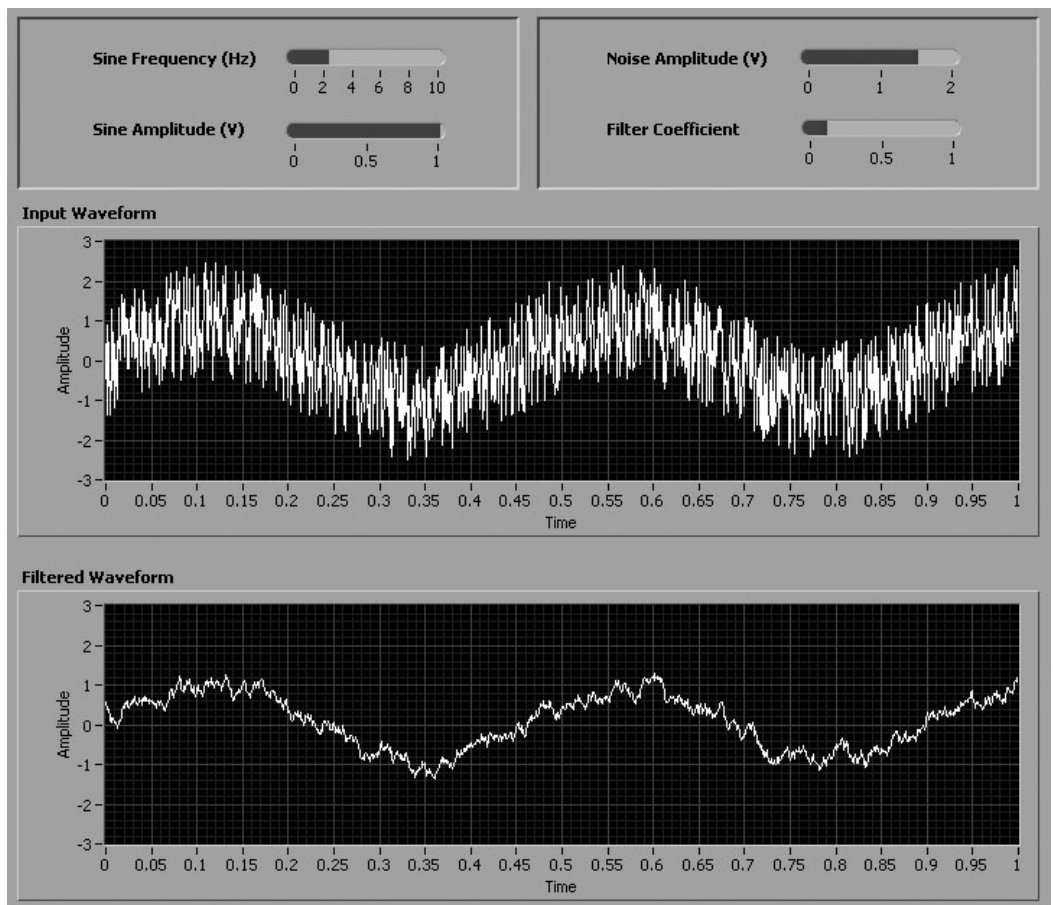 Sine Frequency (Hz)
0 2 4 6 8 10
Sine Amplitude (V)
0 0.5 1
Noise Amplitude (V)
0 1 2
Filter Coefficient
0 0.5 1
Input Waveform
3
2
1
0
-1
-2
-3
Amplitude
0 0.05 0.1 0.15 0.2 0.25 0.3 0.35 0.4 0.45 0.5 0.55 0.6 0.65 0.7 0.75 0.8 0.85 0.9 0.95 1
Time
Filtered Waveform
3
2
1
0
-1
-2
-3
Amplitude
0 0.05 0.1 0.15 0.2 0.25 0.3 0.35 0.4 0.45 0.5 0.55 0.6 0.65 0.7 0.75 0.8 0.85 0.9 0.95 1
Time